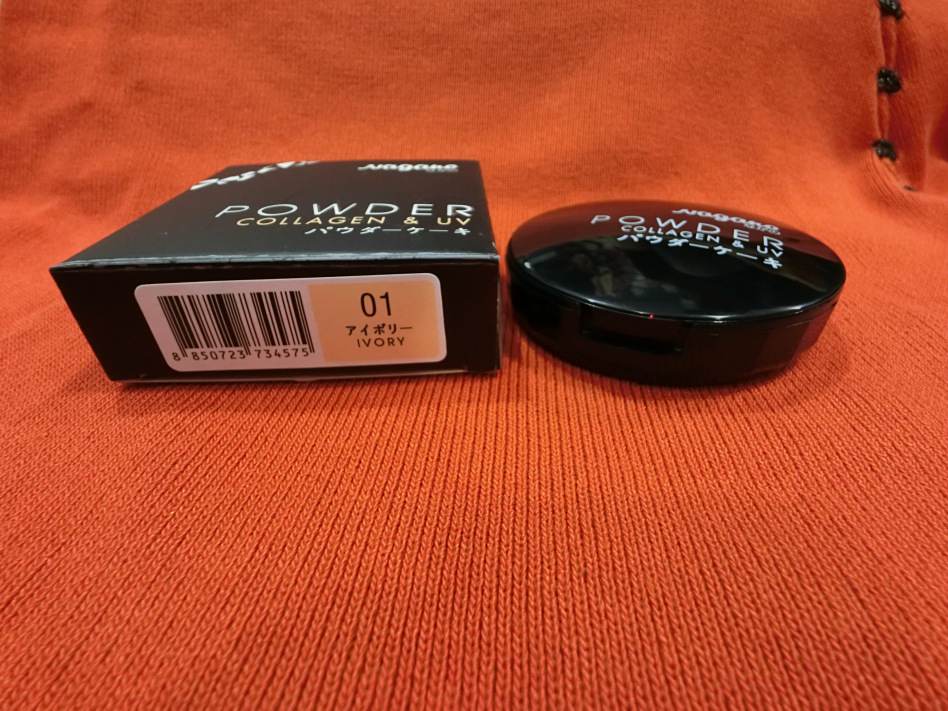 Nagano
POWDER
COLLAGEN & UV
パウダーケーキ
8 850723 734575
01
アイボリー
IVORY
Nagano
POWDER
COLLAGEN & UV
パウダーケーキ